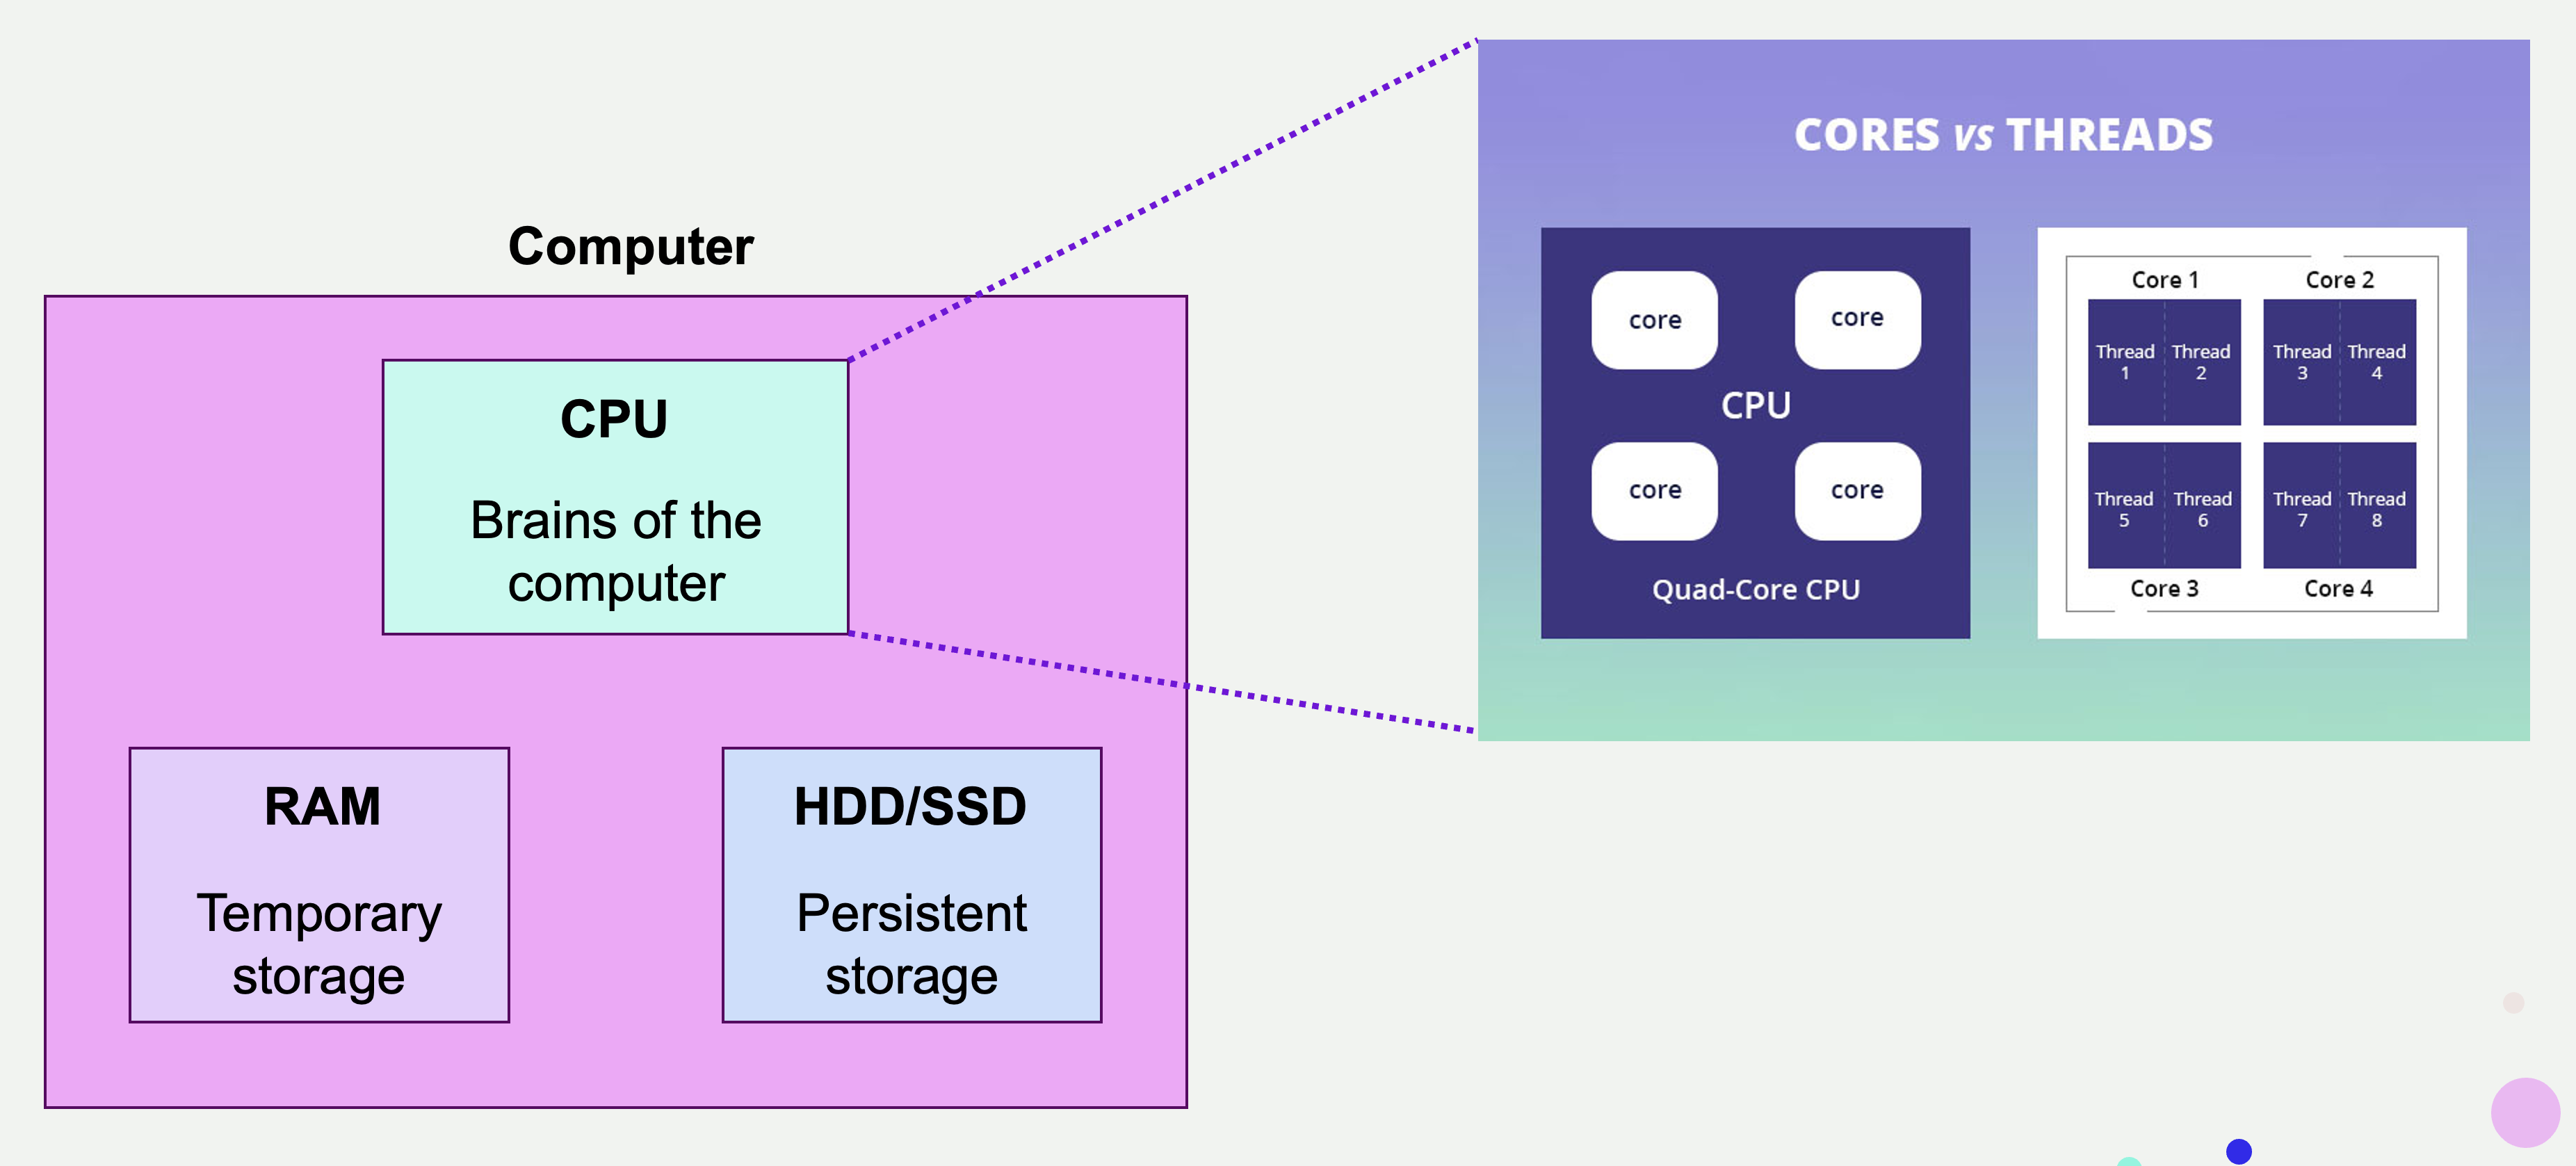 Computer
CPU
Brains of the
computer
RAM
Temporary
storage
HDD/SSD
Persistent
storage
CORES vs THREADS
core
core
CPU
core
core
Quad-Core CPU
Core 1
Core 2
Thread
1
Thread
2
Thread
3
Thread
4
Thread
5
Thread
6
Thread
7
Thread
8
Core 3
Core 4